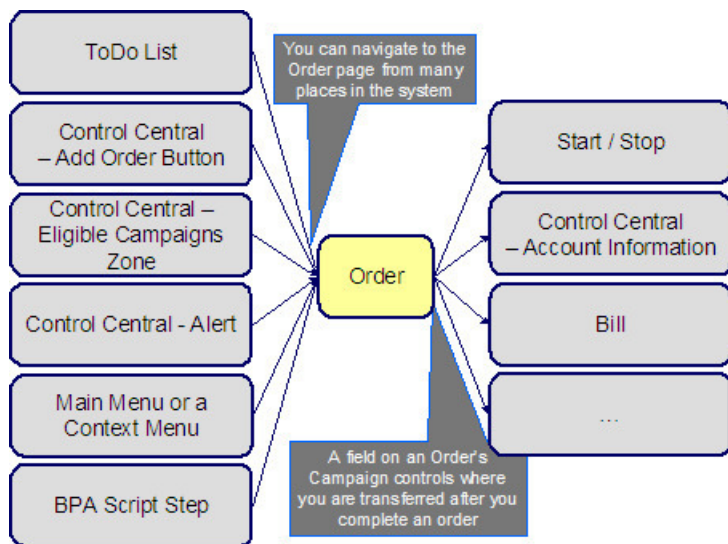 ToDo List
Control Central
– Add Order Button
Control Central –
Eligible Campaigns
Zone
Control Central - Alert
Main Menu or a
Context Menu
BPA Script Step
You can navigate to the
Order page from many
places in the system
Order
A field on an Order's
Campaign controls where
you are transferred after you
complete an order
Start / Stop
Control Central
– Account Information
Bill
...